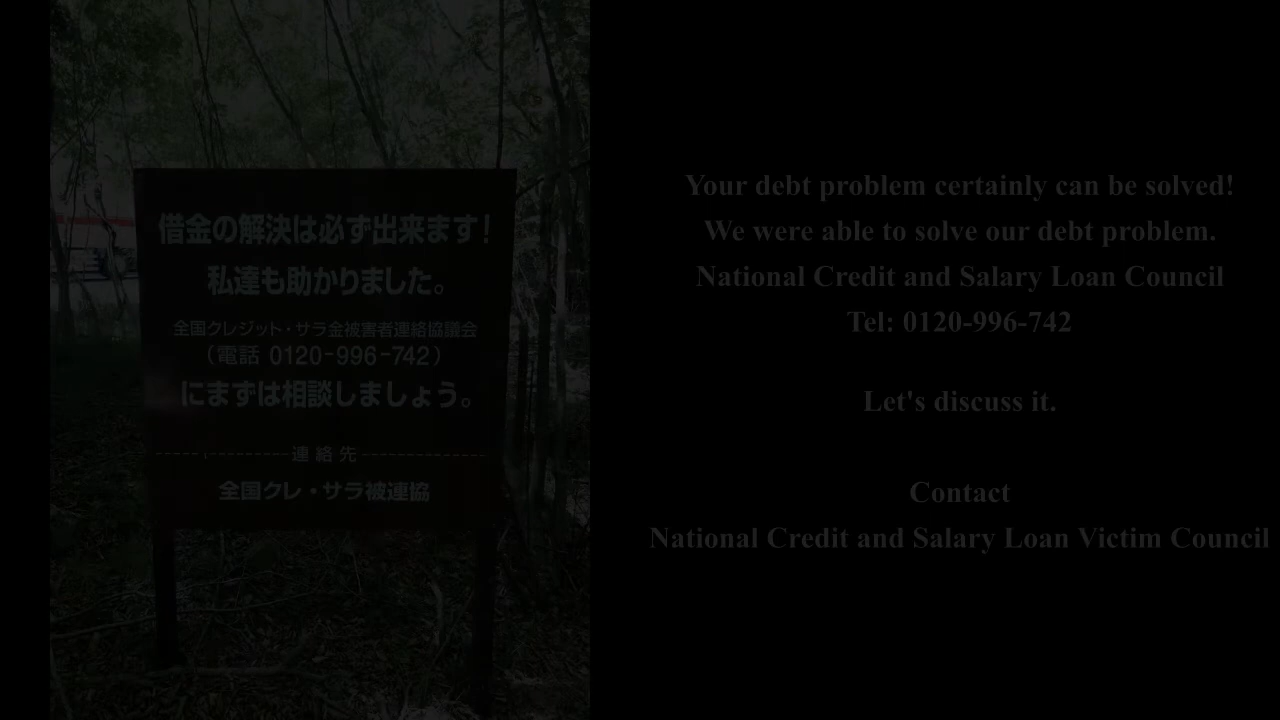 借金の解決は必ず出来ます!
私達も助かりました。
全国クレジット・サラ金被害者連絡協議会
(電話 0120-996-742)
にまずは相談しましょう。
連絡先
全国クレ・サラ被連協
Your debt problem certainly can be solved!
We were able to solve our debt problem.
National Credit and Salary Loan Council
Tel: 0120-996-742
Let's discuss it.
Contact
National Credit and Salary Loan Victim Council